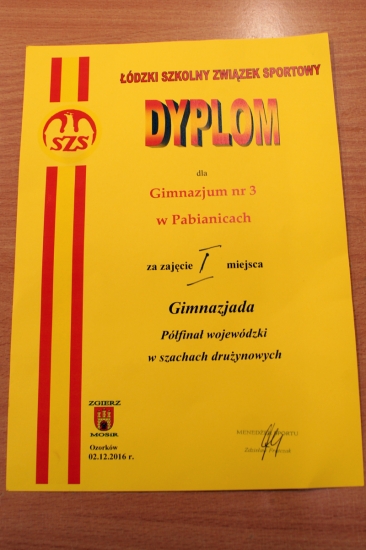 ŁÓDZKI SZKOLNY ZWIĄZEK SPORTOWY
DYPLOM
SZS
dla
Gimnazjum nr 3
w Pabianicach
za zajęcie I miejsca
Gimnazjada
Półfinał wojewódzki
w szachach drużynowych
ZGIERZ
MOSiR
Ozorków
02.12.2016 r.